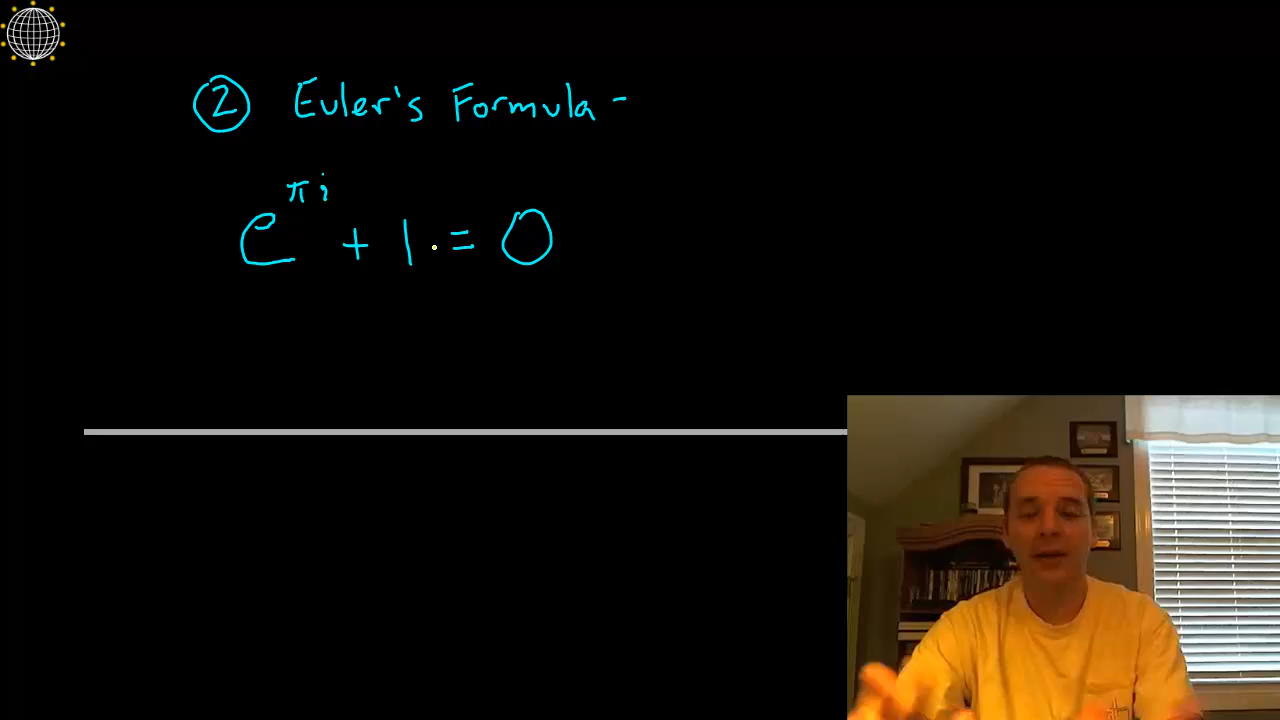 ② Euler's Formula -
e^{πi} + 1 = 0